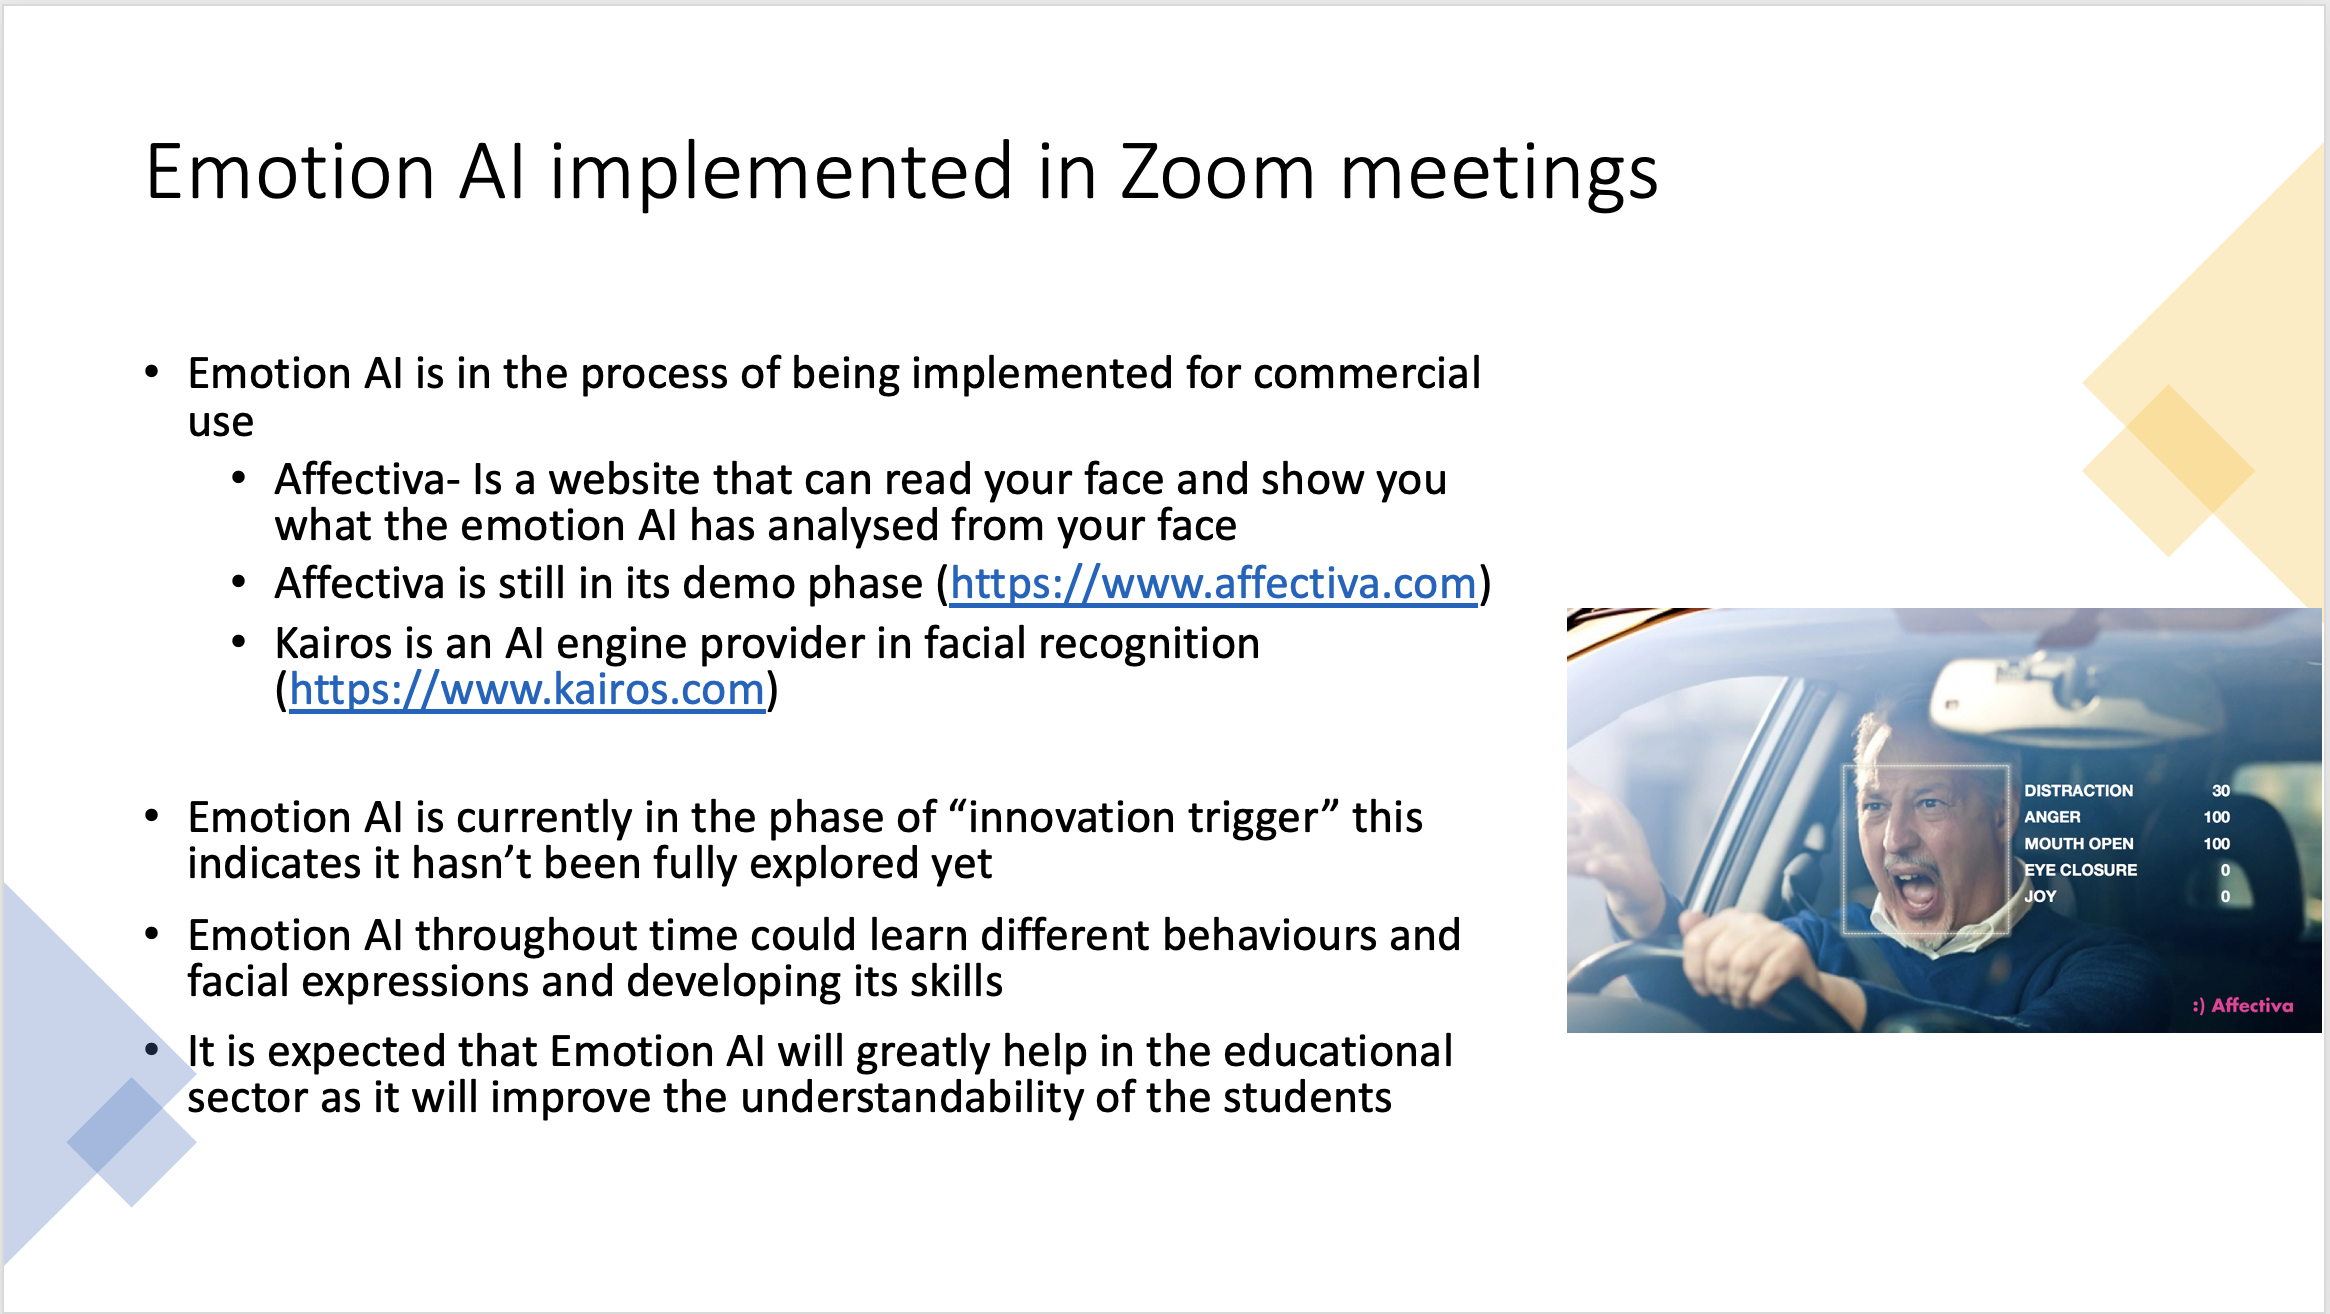 Emotion AI implemented in Zoom meetings
• Emotion AI is in the process of being implemented for commercial
use
• Affectiva- Is a website that can read your face and show you
what the emotion AI has analysed from your face
• Affectiva is still in its demo phase (https://www.affectiva.com)
• Kairos is an AI engine provider in facial recognition
(https://www.kairos.com)
• Emotion AI is currently in the phase of “innovation trigger” this
indicates it hasn’t been fully explored yet
• Emotion AI throughout time could learn different behaviours and
facial expressions and developing its skills
• It is expected that Emotion AI will greatly help in the educational
sector as it will improve the understandability of the students
DISTRACTION 30
ANGER 100
MOUTH OPEN 100
EYE CLOSURE 0
JOY 0
:) Affectiva